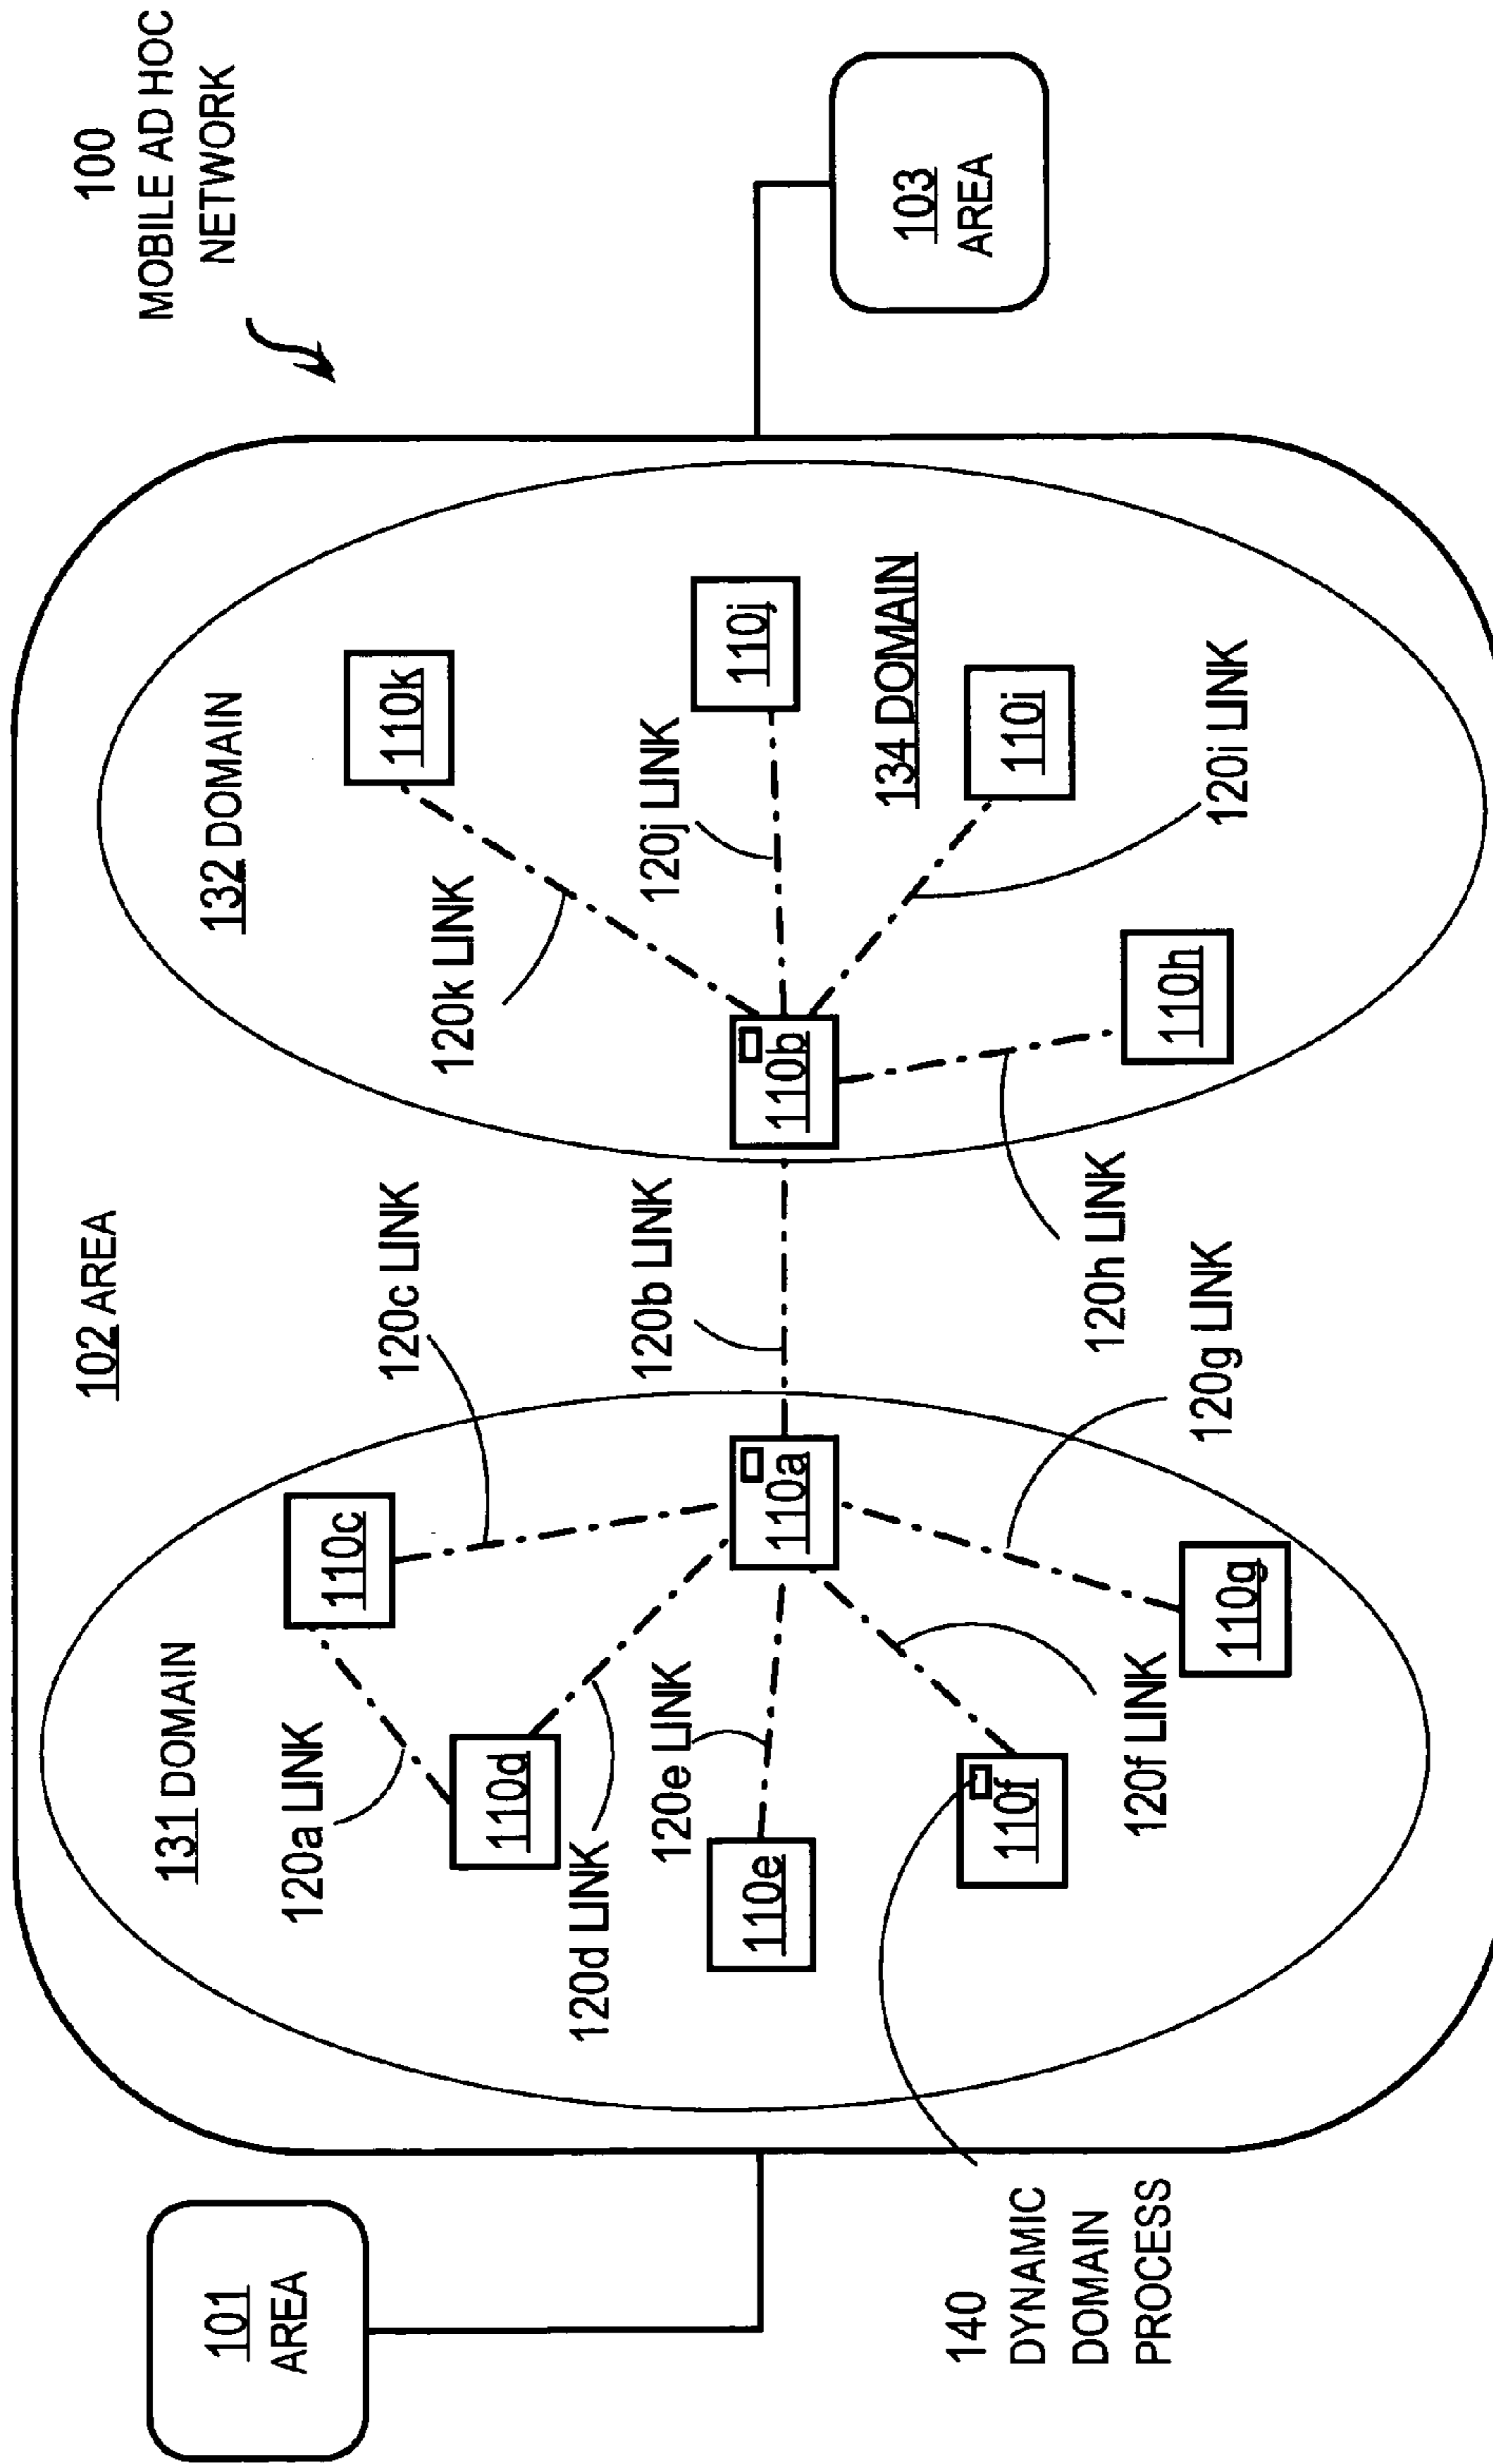 100
MOBILE AD HOC
NETWORK
102 AREA
131 DOMAIN
132 DOMAIN
101
AREA
103
AREA
120a LINK
110c
120c LINK
120k LINK
110k
110d
120d LINK
120e LINK
120b LINK
120j LINK
110j
110e
110a
110b
134 DOMAIN
140
DYNAMIC
DOMAIN
PROCESS
110f
110i
120f LINK
110g
120g LINK
120h LINK
110h
120i LINK